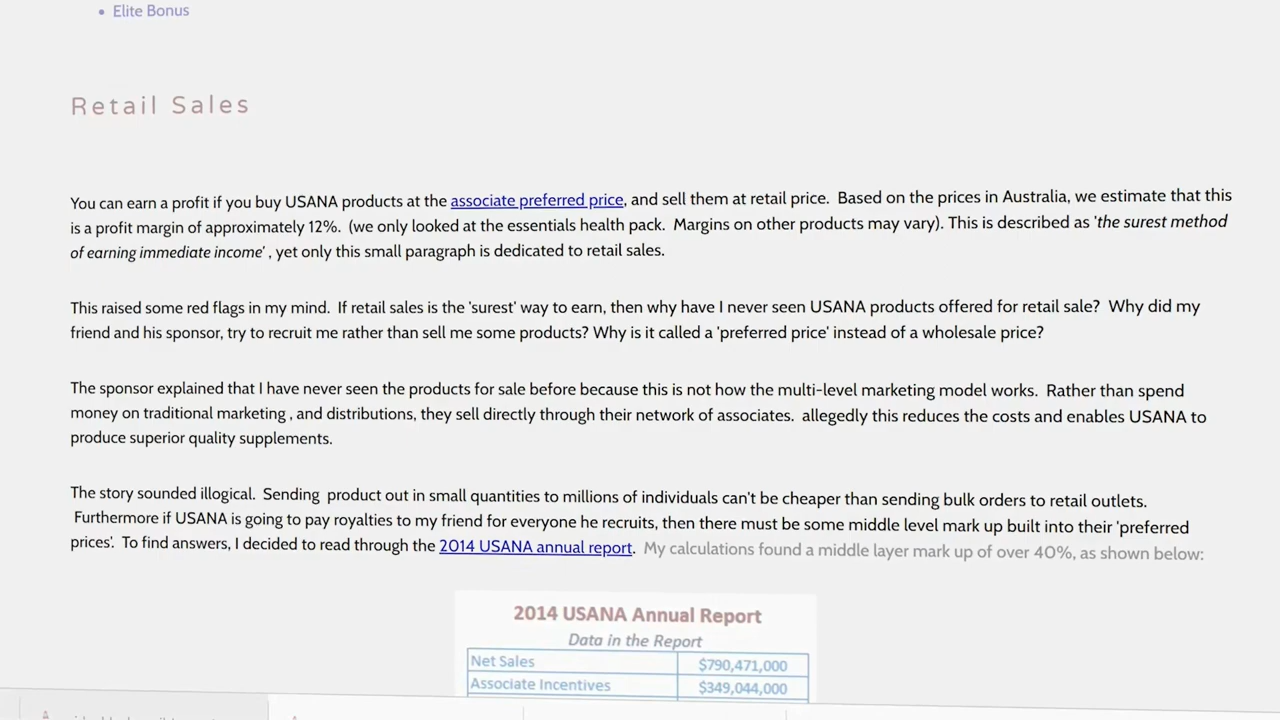 Elite Bonus
Retail Sales
You can earn a profit if you buy USANA products at the associate preferred price, and sell them at retail price.  Based on the prices in Australia, we estimate that this
is a profit margin of approximately 12%.  (we only looked at the essentials health pack.  Margins on other products may vary). This is described as 'the surest method
of earning immediate income' , yet only this small paragraph is dedicated to retail sales.
This raised some red flags in my mind.  If retail sales is the 'surest' way to earn, then why have I never seen USANA products offered for retail sale?  Why did my
friend and his sponsor, try to recruit me rather than sell me some products? Why is it called a 'preferred price' instead of a wholesale price?
The sponsor explained that I have never seen the products for sale before because this is not how the multi-level marketing model works.  Rather than spend
money on traditional marketing , and distributions, they sell directly through their network of associates.  allegedly this reduces the costs and enables USANA to
produce superior quality supplements.
The story sounded illogical.  Sending  product out in small quantities to millions of individuals can't be cheaper than sending bulk orders to retail outlets.
Furthermore if USANA is going to pay royalties to my friend for everyone he recruits, then there must be some middle level mark up built into their 'preferred
prices'.  To find answers, I decided to read through the 2014 USANA annual report.  My calculations found a middle layer mark up of over 40%, as shown below:
2014 USANA Annual Report
Data in the Report
Net Sales $790,471,000
Associate Incentives $349,044,000